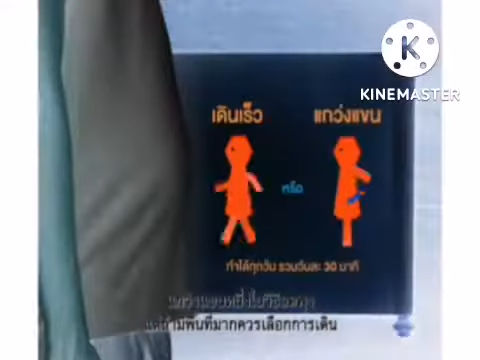 KINEMASTER
เดินเร็ว
แกว่งแขน
หรือ
ทำได้ทุกวัน รวมวันละ 30 นาที
แต่ถ้ามีพื้นที่มากควรเลือกการเดิน